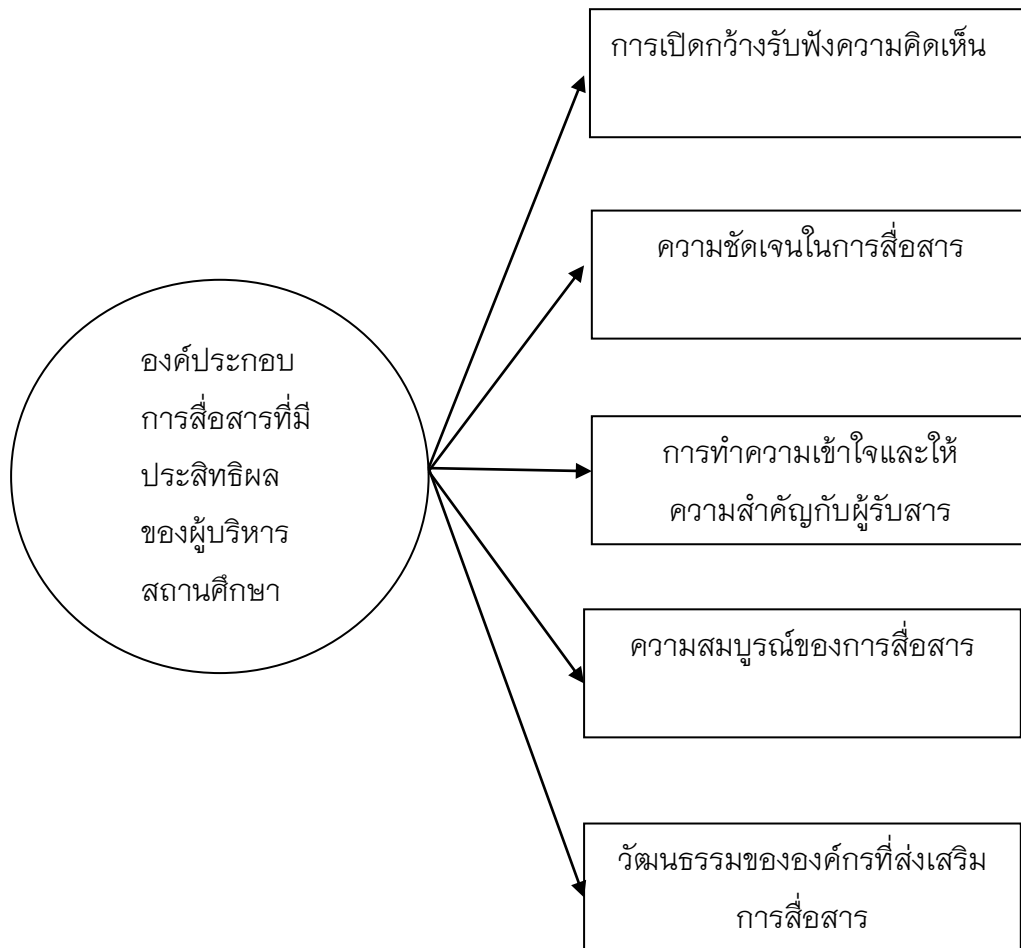 การเปิดกว้างรับฟังความคิดเห็น
ความชัดเจนในการสื่อสาร
องค์ประกอบ
การสื่อสารที่มี
ประสิทธิผล
ของผู้บริหาร
สถานศึกษา
การทำความเข้าใจและให้
ความสำคัญกับผู้รับสาร
ความสมบูรณ์ของการสื่อสาร
วัฒนธรรมขององค์กรที่ส่งเสริม
การสื่อสาร